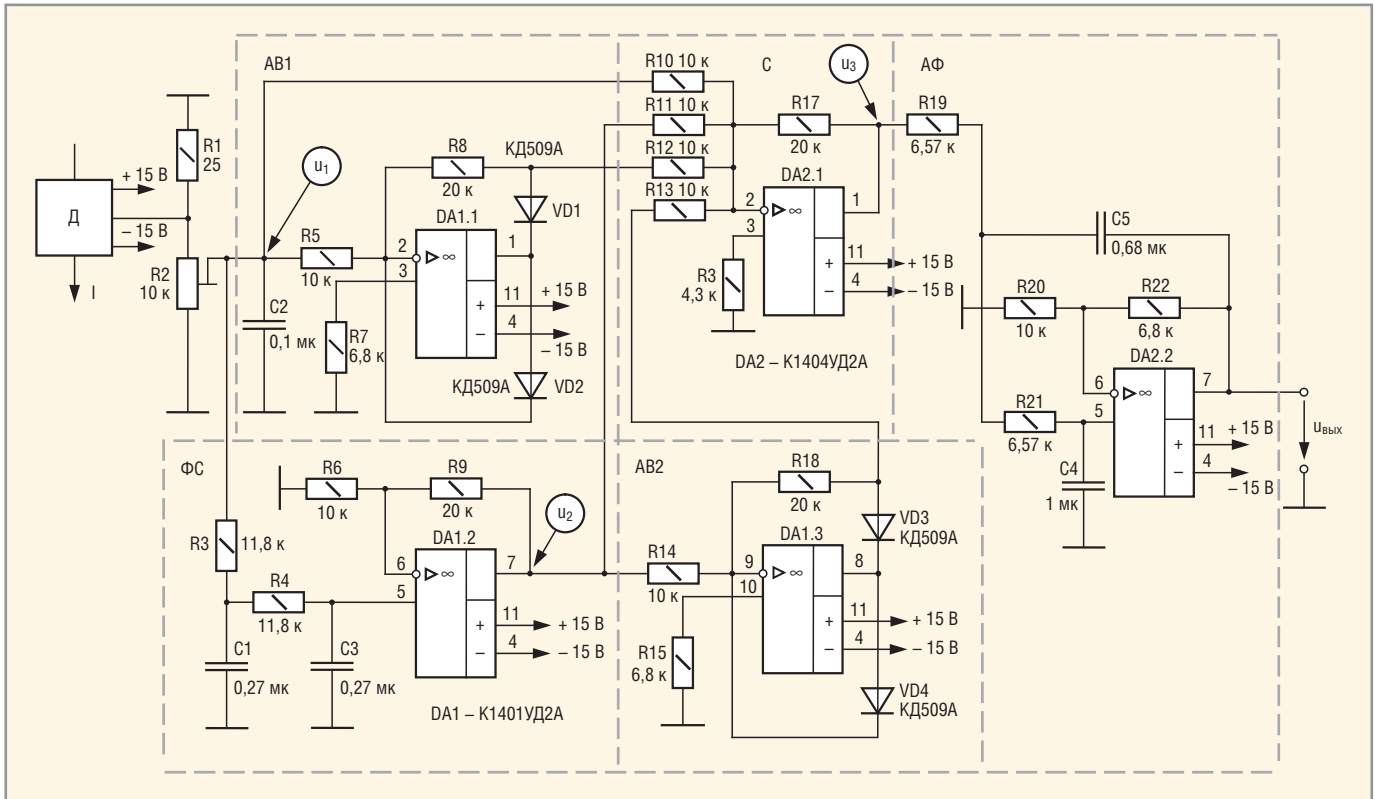 АВ1
С
АФ
R10 10 к
R11 10 к
R12 10 к
R13 10 к
u3
R17
20 к
R19
6,57 к
R1
25
Д
+ 15 В
– 15 В
I
R2
10 к
u1
R5
10 к
R8
20 к
КД509А
VD1
DA1.1
2
3
1
∞
+
–
11
4
+ 15 В
– 15 В
C2
0,1 мк
R7
6,8 к
КД509А
VD2
DA2.1
2
3
1
∞
+
–
11
4
+ 15 В
– 15 В
R3
4,3 к
DA2 – К1404УД2А
C5
0,68 мк
R20
10 к
R22
6,8 к
DA2.2
6
5
7
∞
+
–
11
4
+ 15 В
– 15 В
R21
6,57 к
C4
1 мк
uвых
ФС
R6
10 к
R9
20 к
u2
R3
11,8 к
R4
11,8 к
DA1.2
6
5
7
∞
+
–
11
4
+ 15 В
– 15 В
C1
0,27 мк
C3
0,27 мк
DA1 – К1401УД2А
АВ2
R14
10 к
R18
20 к
VD3
КД509А
DA1.3
9
10
8
∞
+
–
11
4
+ 15 В
– 15 В
R15
6,8 к
VD4
КД509А